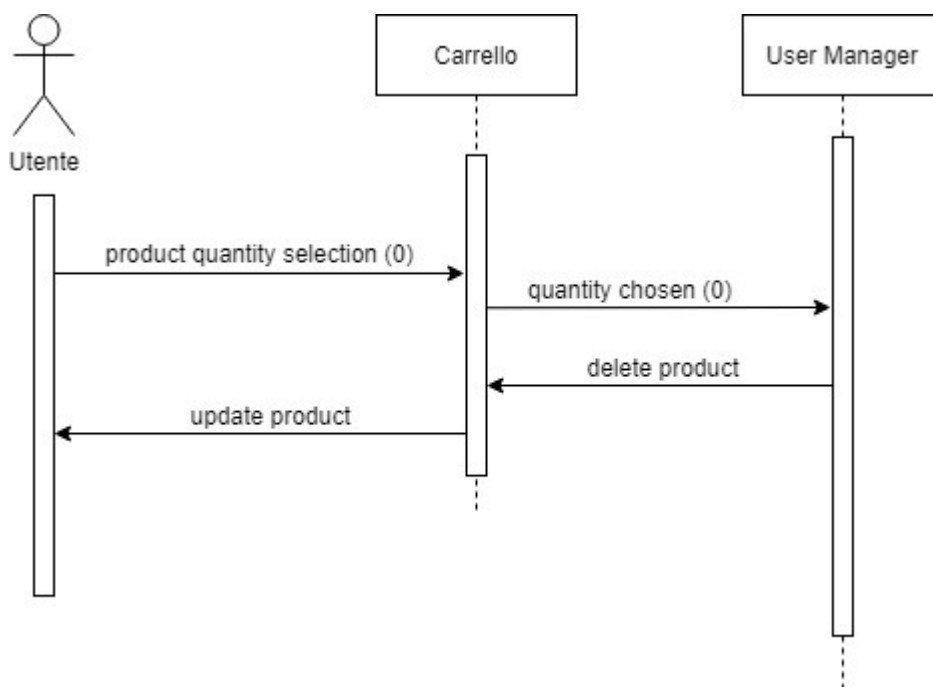 Carrello
User Manager
Utente
product quantity selection (0)
quantity chosen (0)
delete product
update product